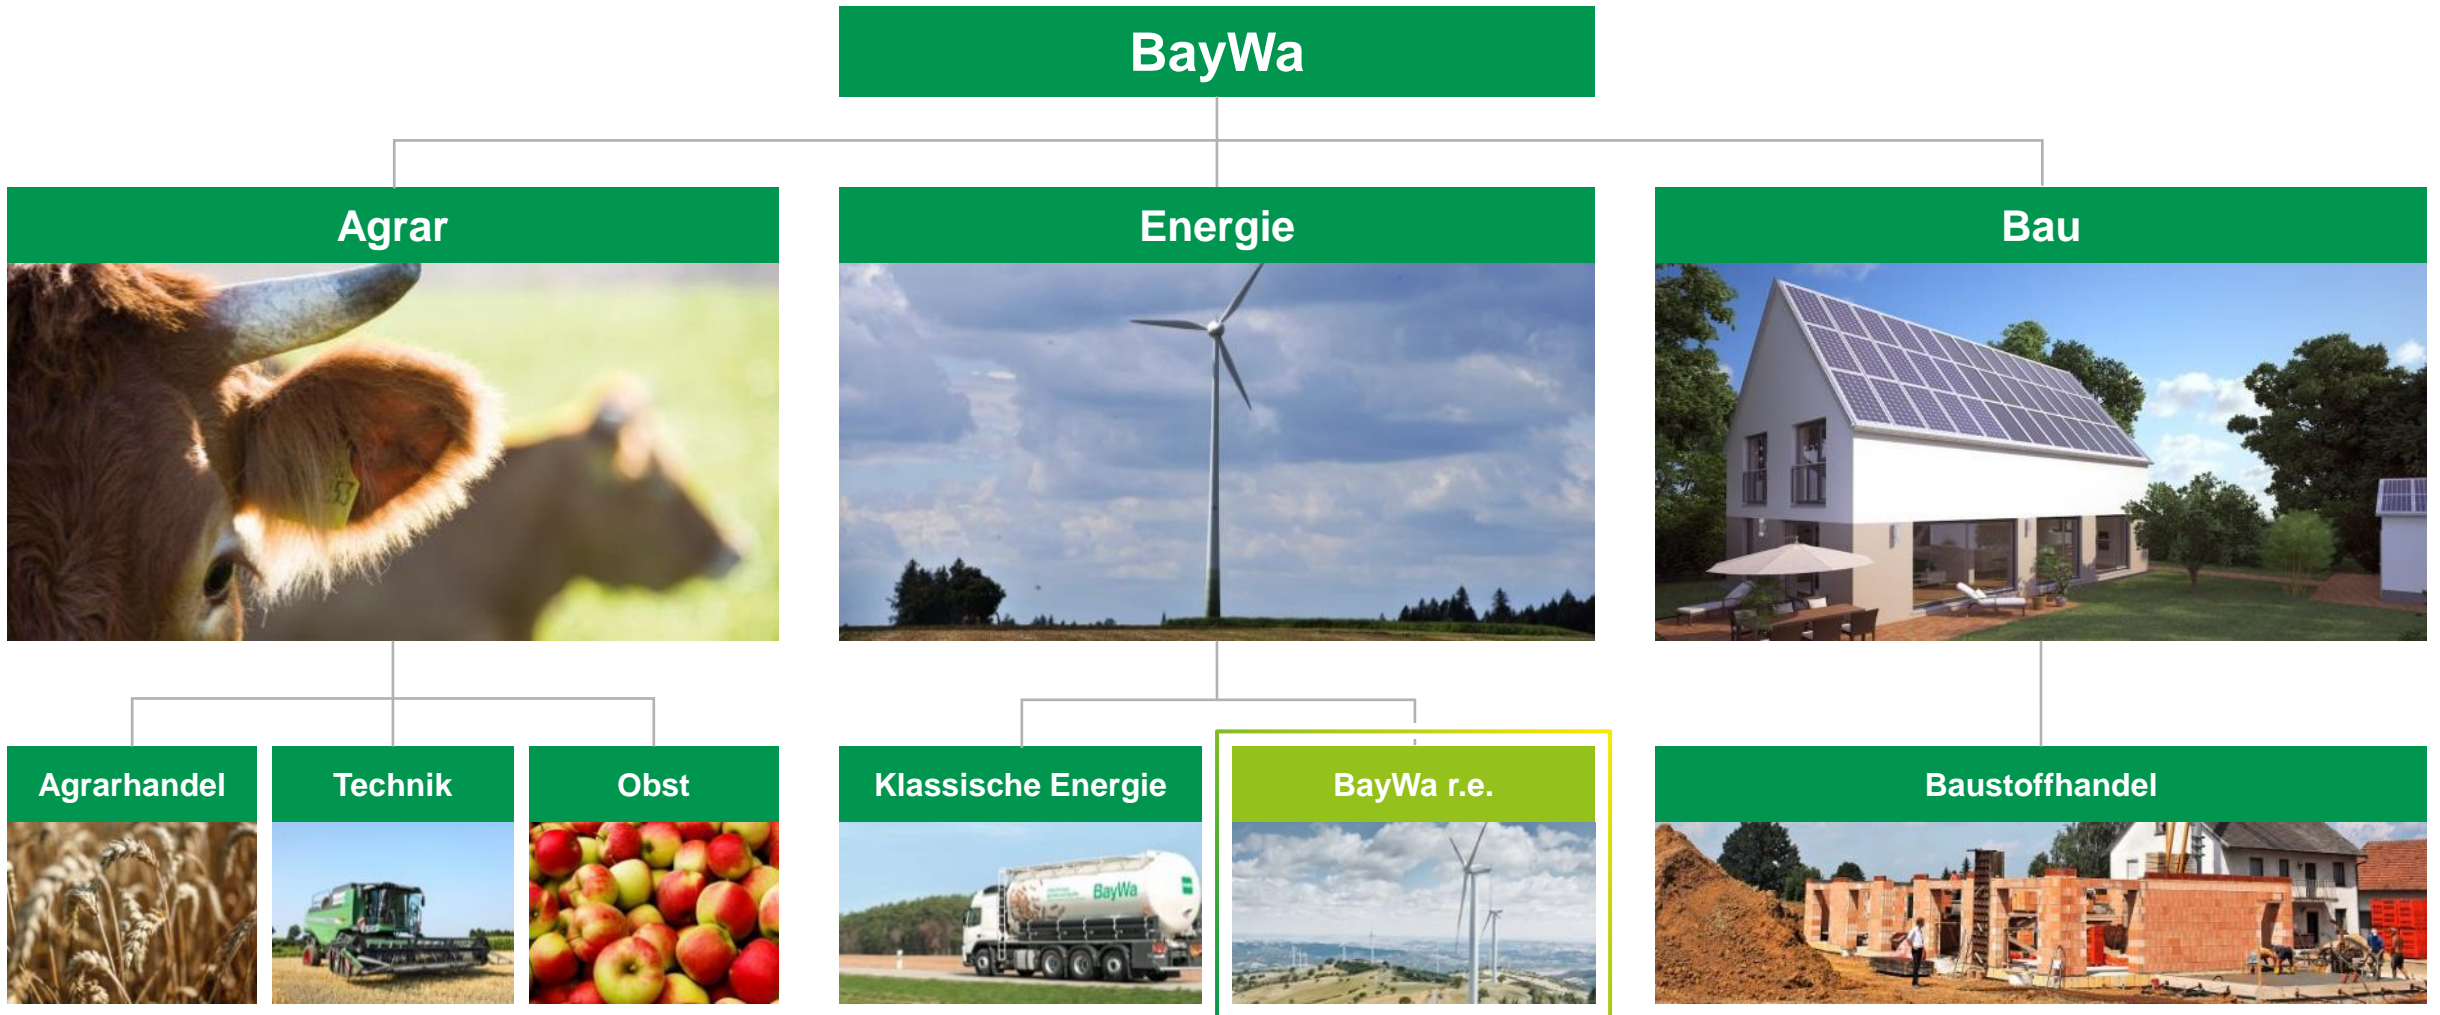 BayWa
Agrar
Energie
Bau
Agrarhandel
Technik
Obst
Klassische Energie
BayWa r.e.
Baustoffhandel
BayWa